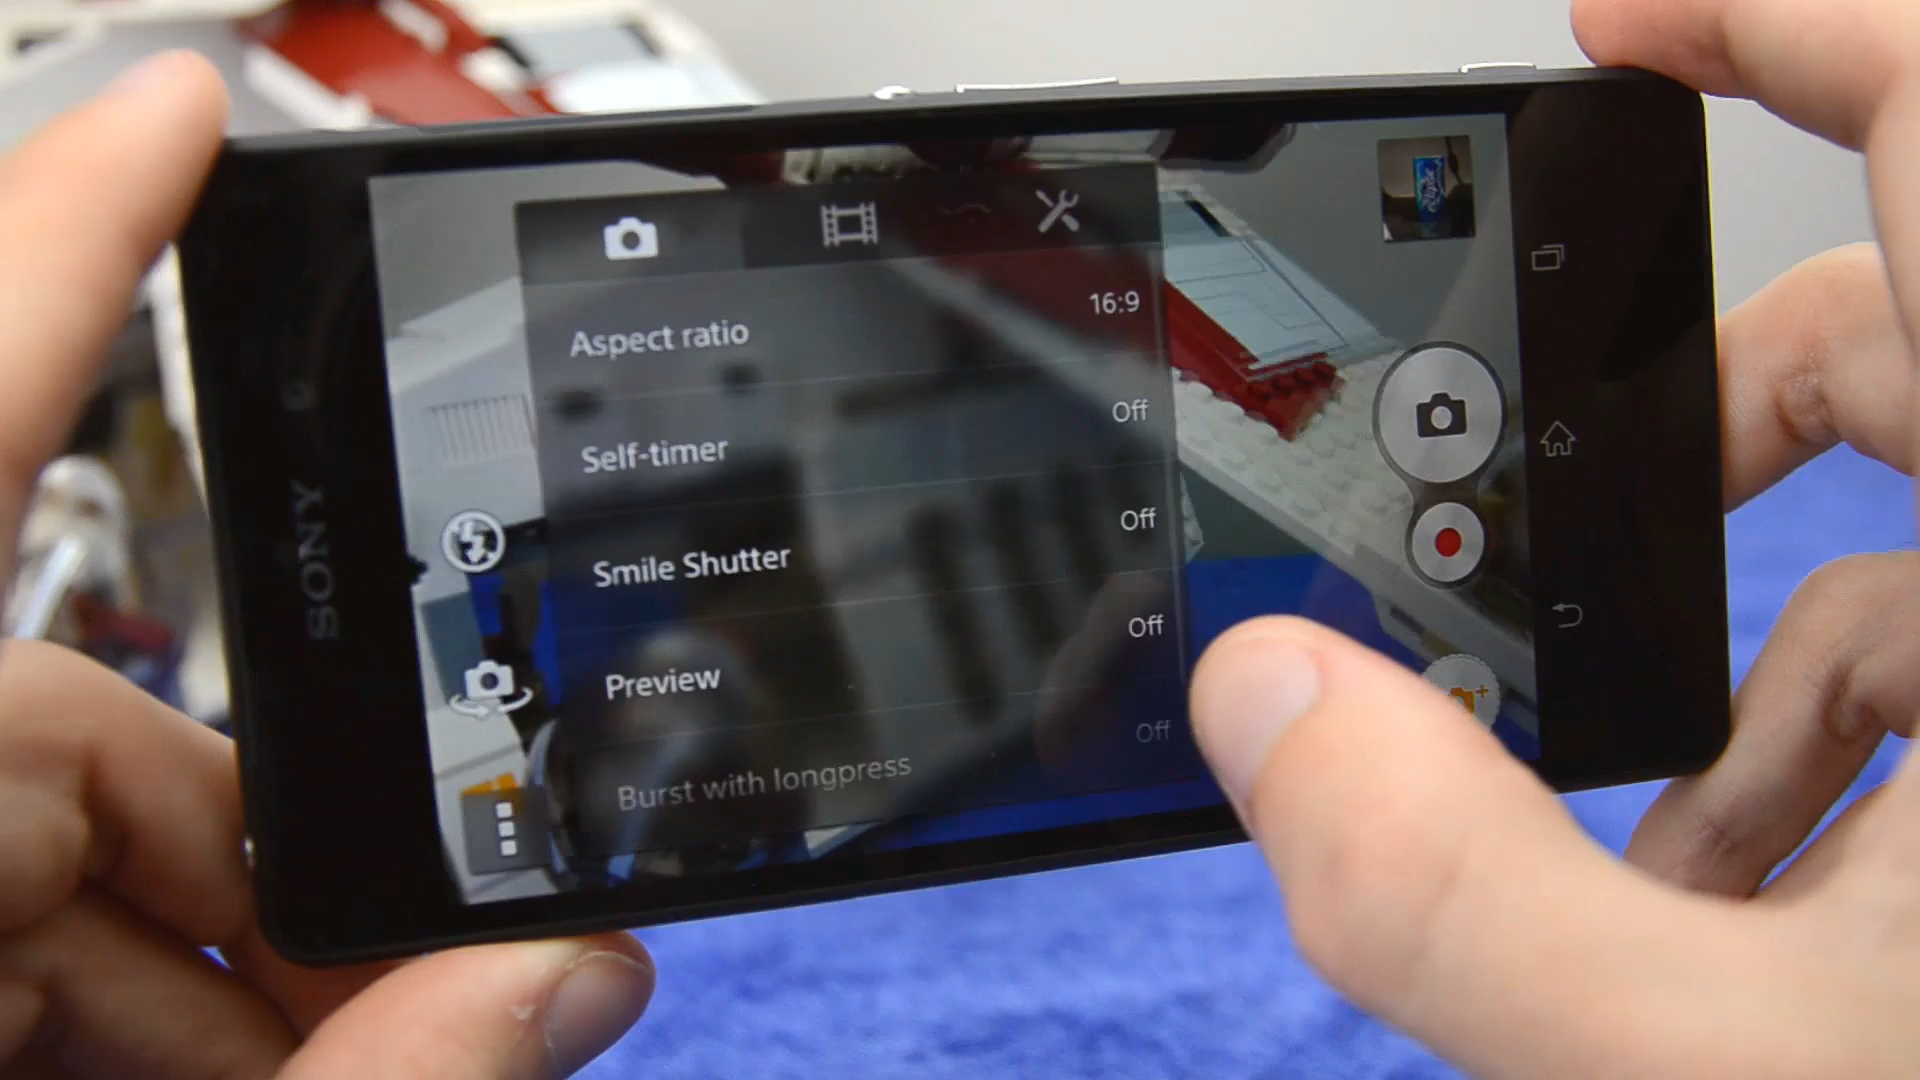 SONY
Aspect ratio
16:9
Self-timer
Off
Smile Shutter
Off
Preview
Off
Burst with longpress
Off